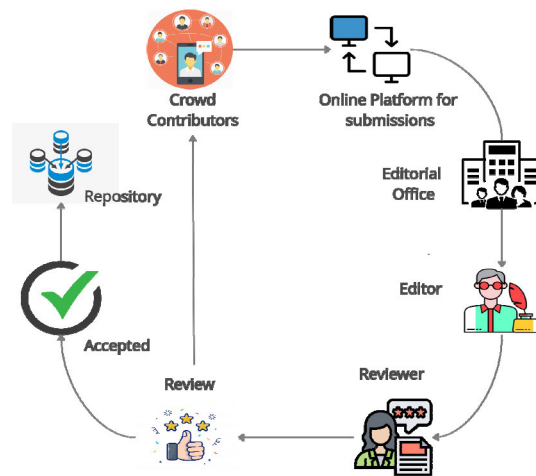 Crowd
Contributors
Online Platform for
submissions
Editorial
Office
Repository
Editor
Accepted
Reviewer
Review